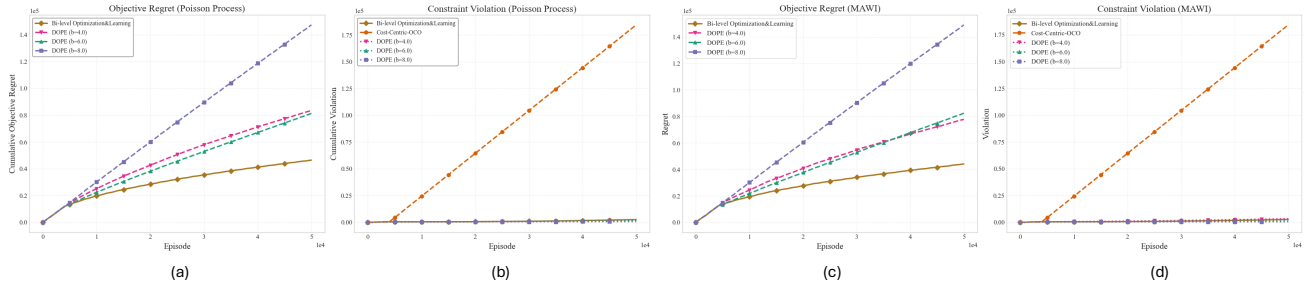 Objective Regret (Poisson Process)
1e5
Bi-level Optimization&Learning
DOPE (b=4.0)
DOPE (b=6.0)
DOPE (b=8.0)
Cumulative Objective Regret
1.4
1.2
1.0
0.8
0.6
0.4
0.2
0.0
0 1 2 3 4 5
1e4
Episode
(a)
Constraint Violation (Poisson Process)
1e5
Bi-level Optimization&Learning
Cost-Centric-OCO
DOPE (b=4.0)
DOPE (b=6.0)
DOPE (b=8.0)
Cumulative Violation
1.75
1.50
1.25
1.00
0.75
0.50
0.25
0.00
0 1 2 3 4 5
1e4
Episode
(b)
Objective Regret (MAWI)
1e5
Bi-level Optimization&Learning
DOPE (b=4.0)
DOPE (b=6.0)
DOPE (b=8.0)
Regret
1.4
1.2
1.0
0.8
0.6
0.4
0.2
0.0
0 1 2 3 4 5
1e4
Episode
(c)
Constraint Violation (MAWI)
1e5
Bi-level Optimization&Learning
Cost-Centric-OCO
DOPE (b=4.0)
DOPE (b=6.0)
DOPE (b=8.0)
Violation
1.75
1.50
1.25
1.00
0.75
0.50
0.25
0.00
0 1 2 3 4 5
1e4
Episode
(d)